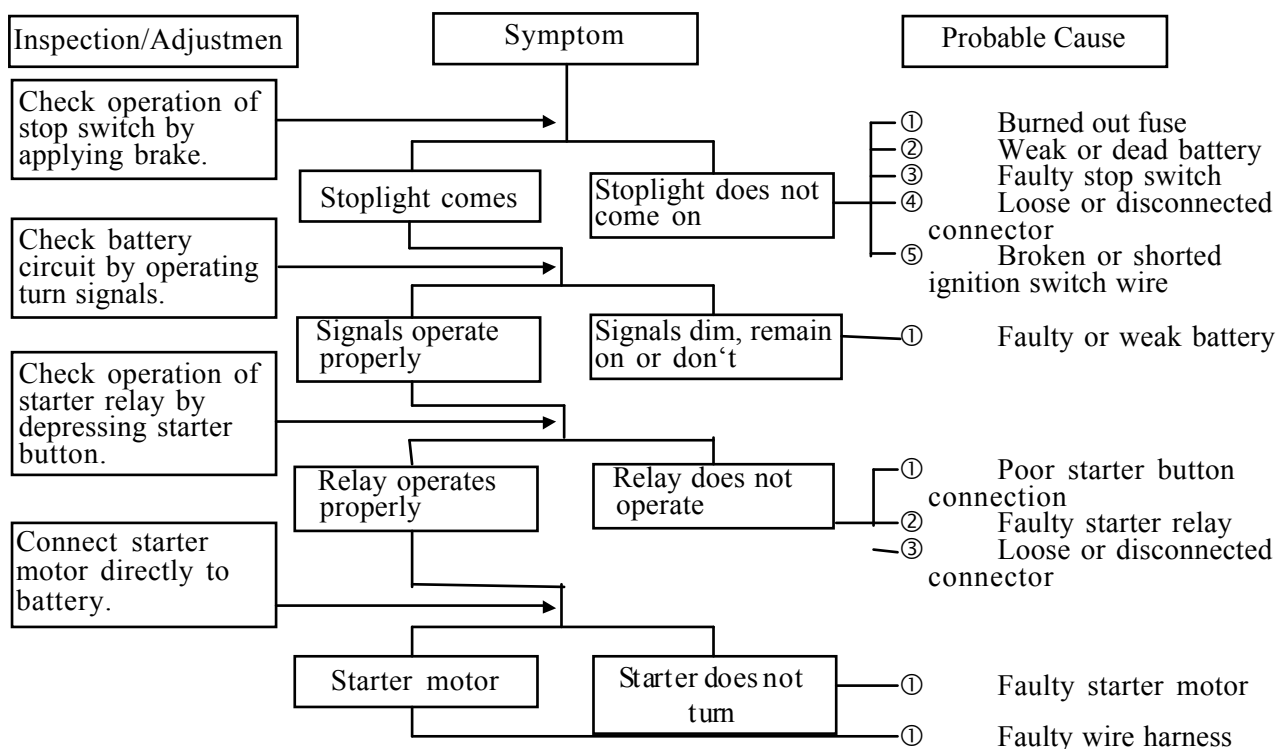 Inspection/Adjustmen
Symptom
Probable Cause
Check operation of
stop switch by
applying brake.
① Burned out fuse
② Weak or dead battery
③ Faulty stop switch
④ Loose or disconnected
connector
⑤ Broken or shorted
ignition switch wire
Stoplight comes
Stoplight does not
come on
Check battery
circuit by operating
turn signals.
Signals operate
properly
Signals dim, remain
on or don‘t
① Faulty or weak battery
Check operation of
starter relay by
depressing starter
button.
Relay operates
properly
Relay does not
operate
① Poor starter button
connection
② Faulty starter relay
③ Loose or disconnected
connector
Connect starter
motor directly to
battery.
Starter motor
Starter does not
turn
① Faulty starter motor
① Faulty wire harness